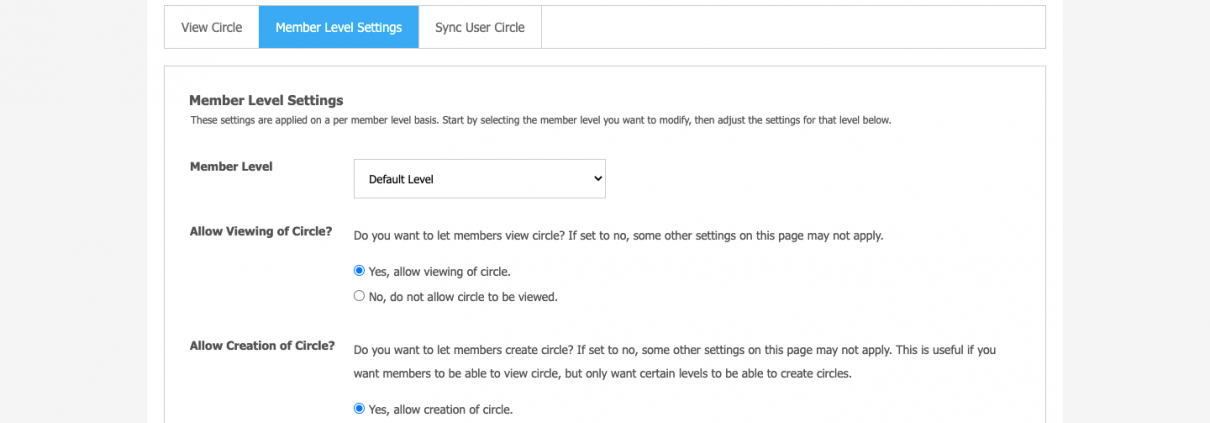 View Circle
Member Level Settings
Sync User Circle
Member Level Settings
These settings are applied on a per member level basis. Start by selecting the member level you want to modify, then adjust the settings for that level below.
Member Level
Default Level
Allow Viewing of Circle?
Do you want to let members view circle? If set to no, some other settings on this page may not apply.
Yes, allow viewing of circle.
No, do not allow circle to be viewed.
Allow Creation of Circle?
Do you want to let members create circle? If set to no, some other settings on this page may not apply. This is useful if you
want members to be able to view circle, but only want certain levels to be able to create circles.
Yes, allow creation of circle.